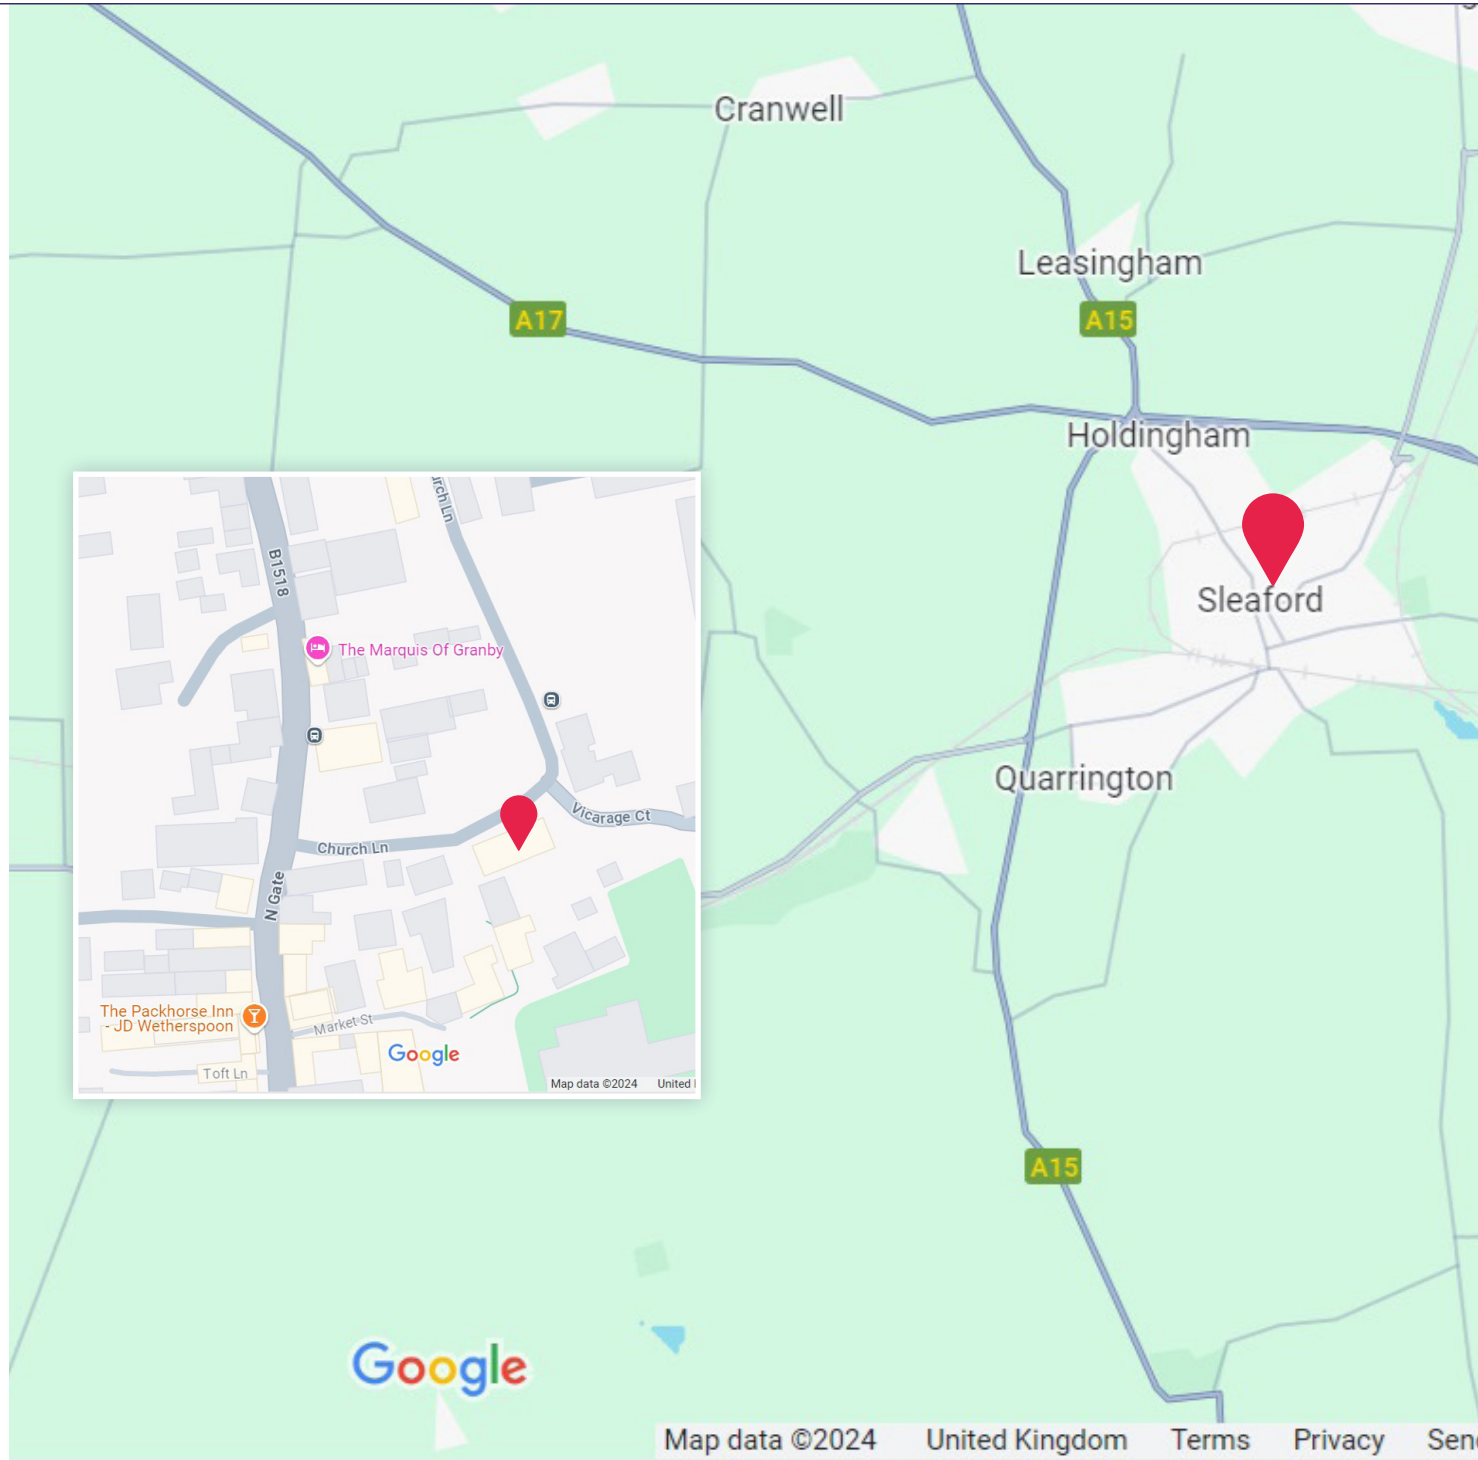 Cranwell
Leasingham
A17
A15
Holdingham
Sleaford
Quarrington
A15
B1518
The Marquis Of Granby
Vicarage Ct
Church Ln
N Gate
The Packhorse Inn
- JD Wetherspoon
Market St
Google
Toft Ln
Map data ©2024 United
Google
Map data ©2024 United Kingdom Terms Privacy